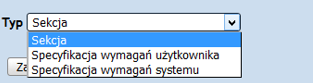 Typ Sekcja
Sekcja
Specyfikacja wymagań użytkownika
Specyfikacja wymagań systemu